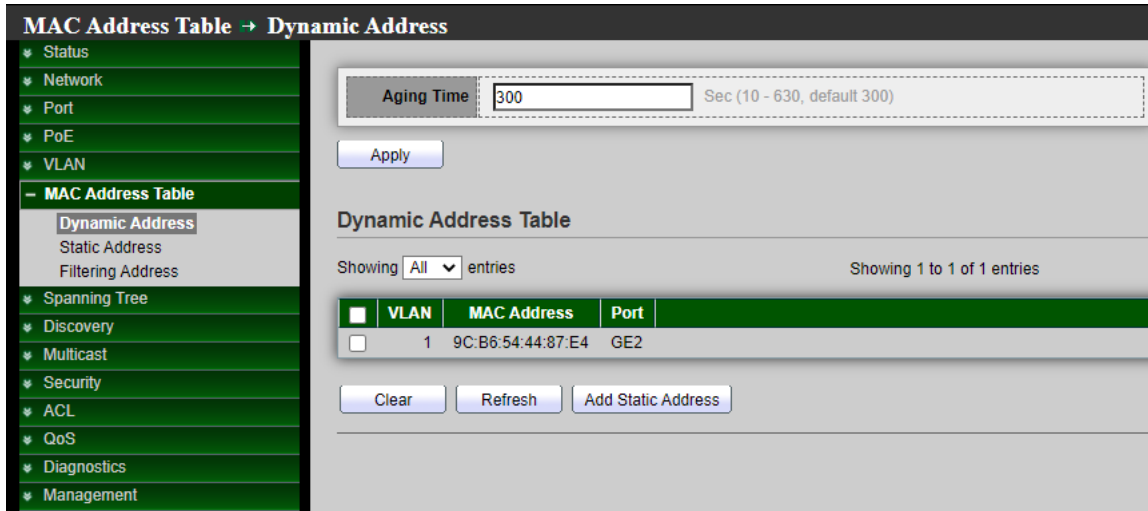 MAC Address Table → Dynamic Address
Status
Network
Port
PoE
VLAN
MAC Address Table
Dynamic Address
Static Address
Filtering Address
Spanning Tree
Discovery
Multicast
Security
ACL
QoS
Diagnostics
Management
Aging Time 300 Sec (10 - 630, default 300)
Apply
Dynamic Address Table
Showing All entries Showing 1 to 1 of 1 entries
VLAN MAC Address Port
1 9C:B6:54:44:87:E4 GE2
Clear Refresh Add Static Address